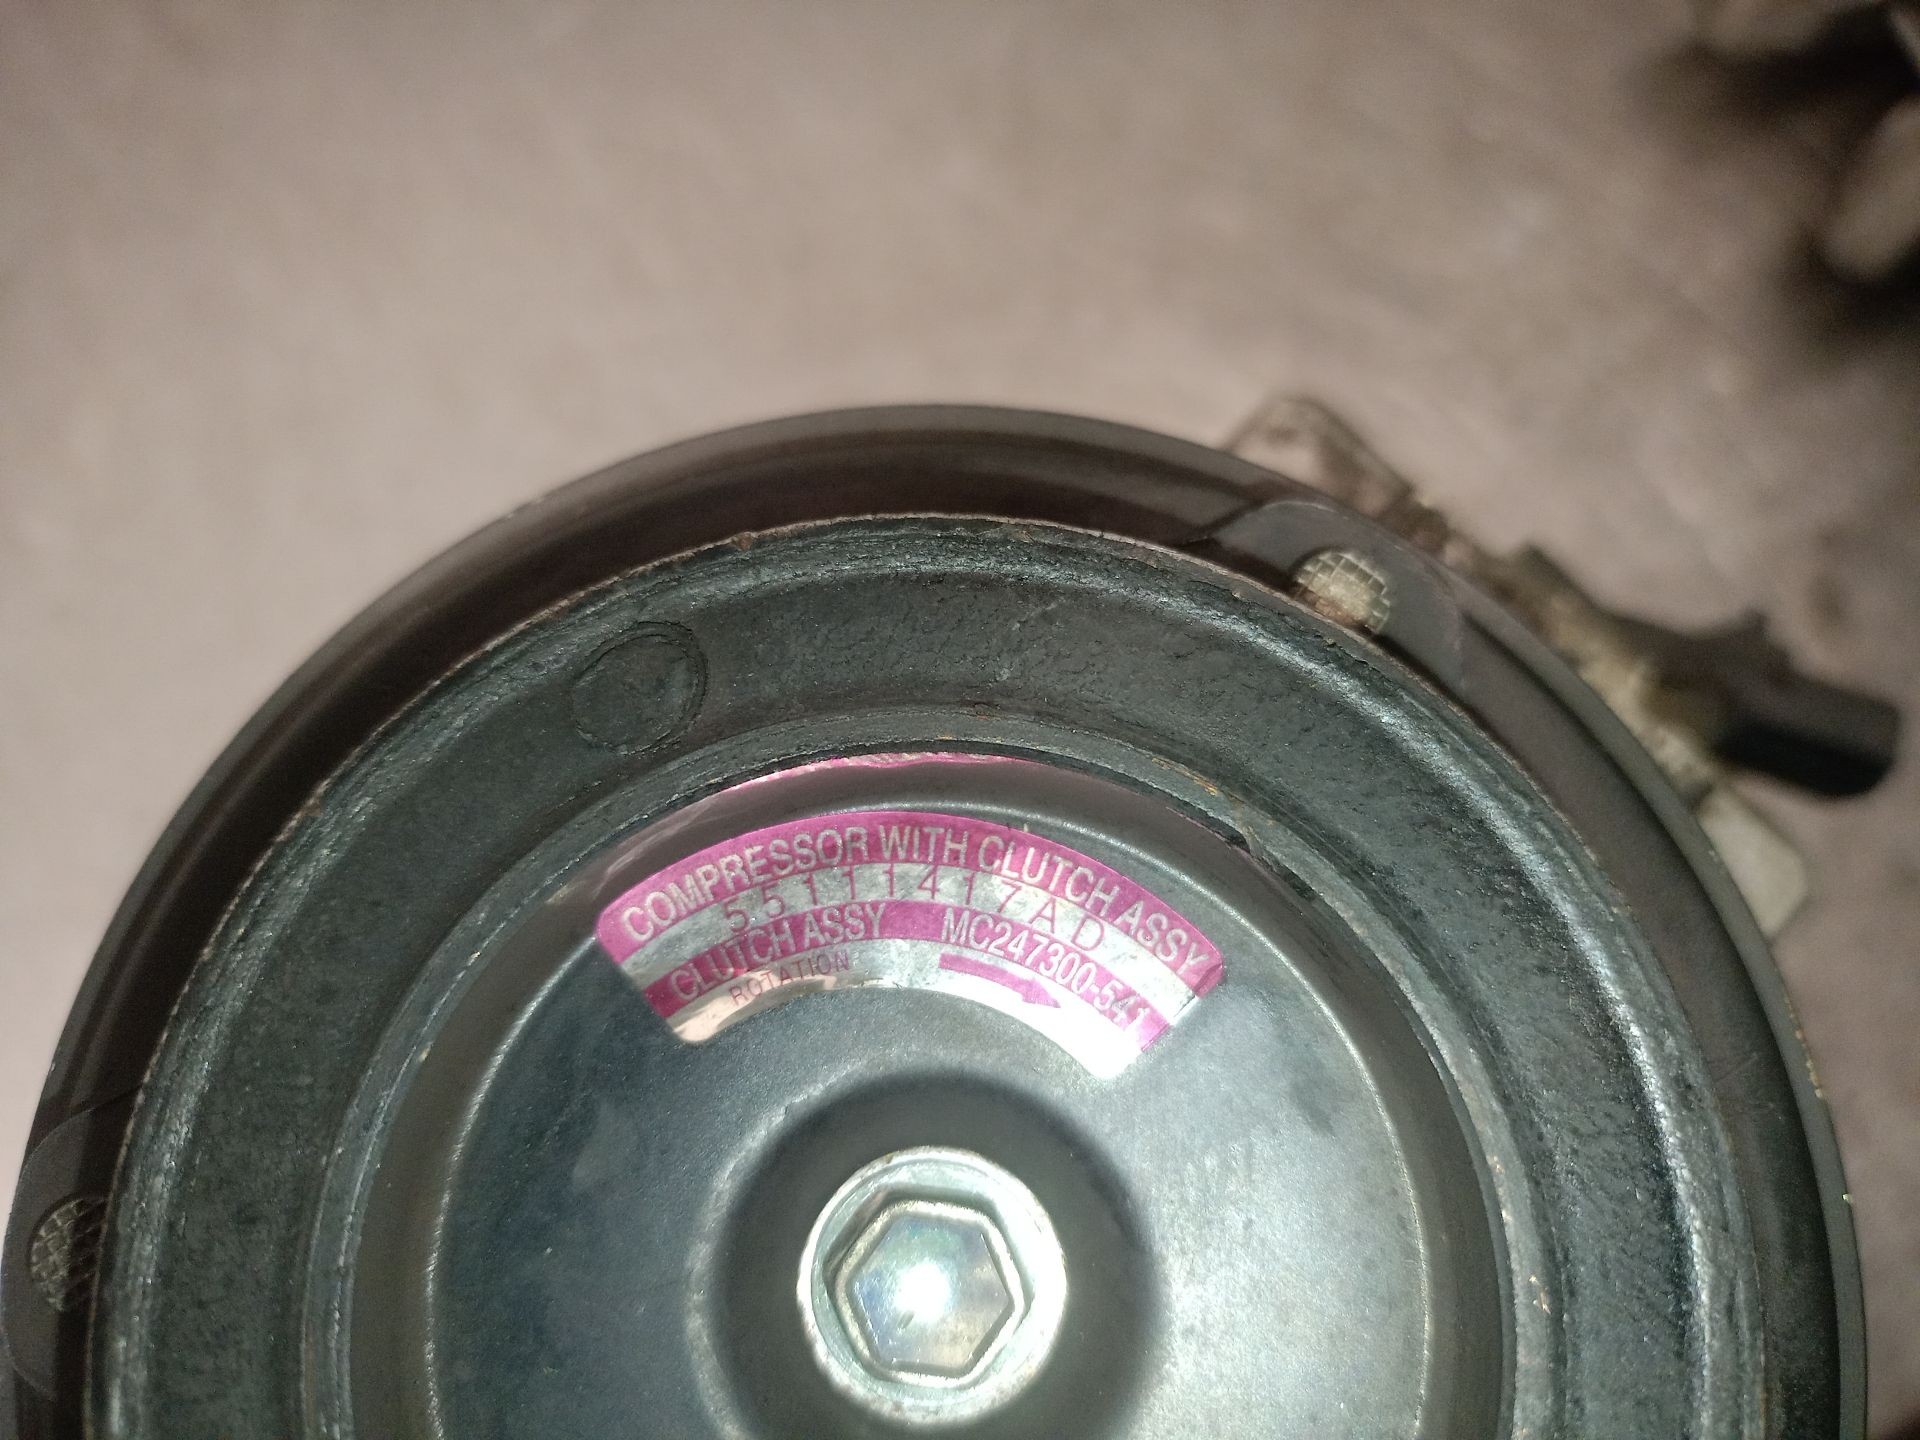 COMPRESSOR WITH CLUTCH ASSY
55111417AD
CLUTCH ASSY MC247300-541
ROTATION